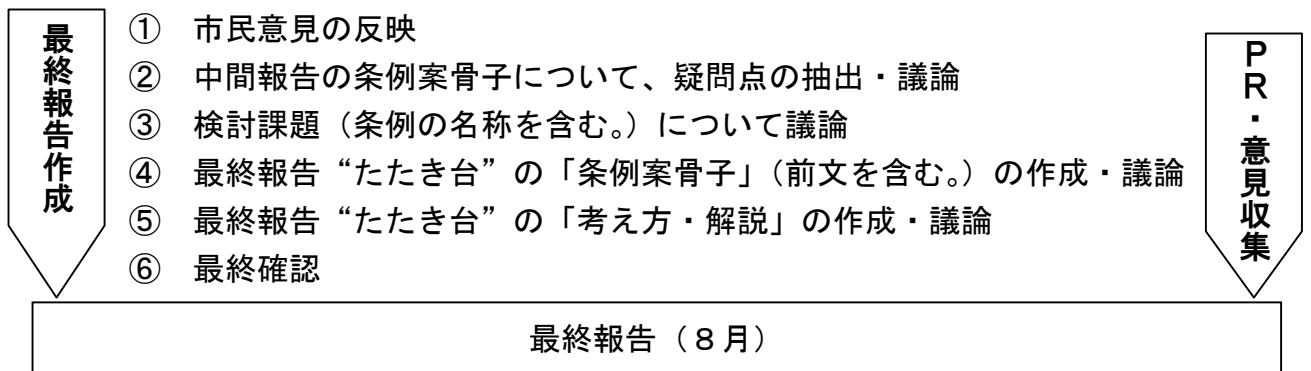 最終報告作成
① 市民意見の反映
② 中間報告の条例案骨子について、疑問点の抽出・議論
③ 検討課題（条例の名称を含む。）について議論
④ 最終報告“たたき台”の「条例案骨子」（前文を含む。）の作成・議論
⑤ 最終報告“たたき台”の「考え方・解説」の作成・議論
⑥ 最終確認
ＰＲ・意見収集
最終報告（８月）